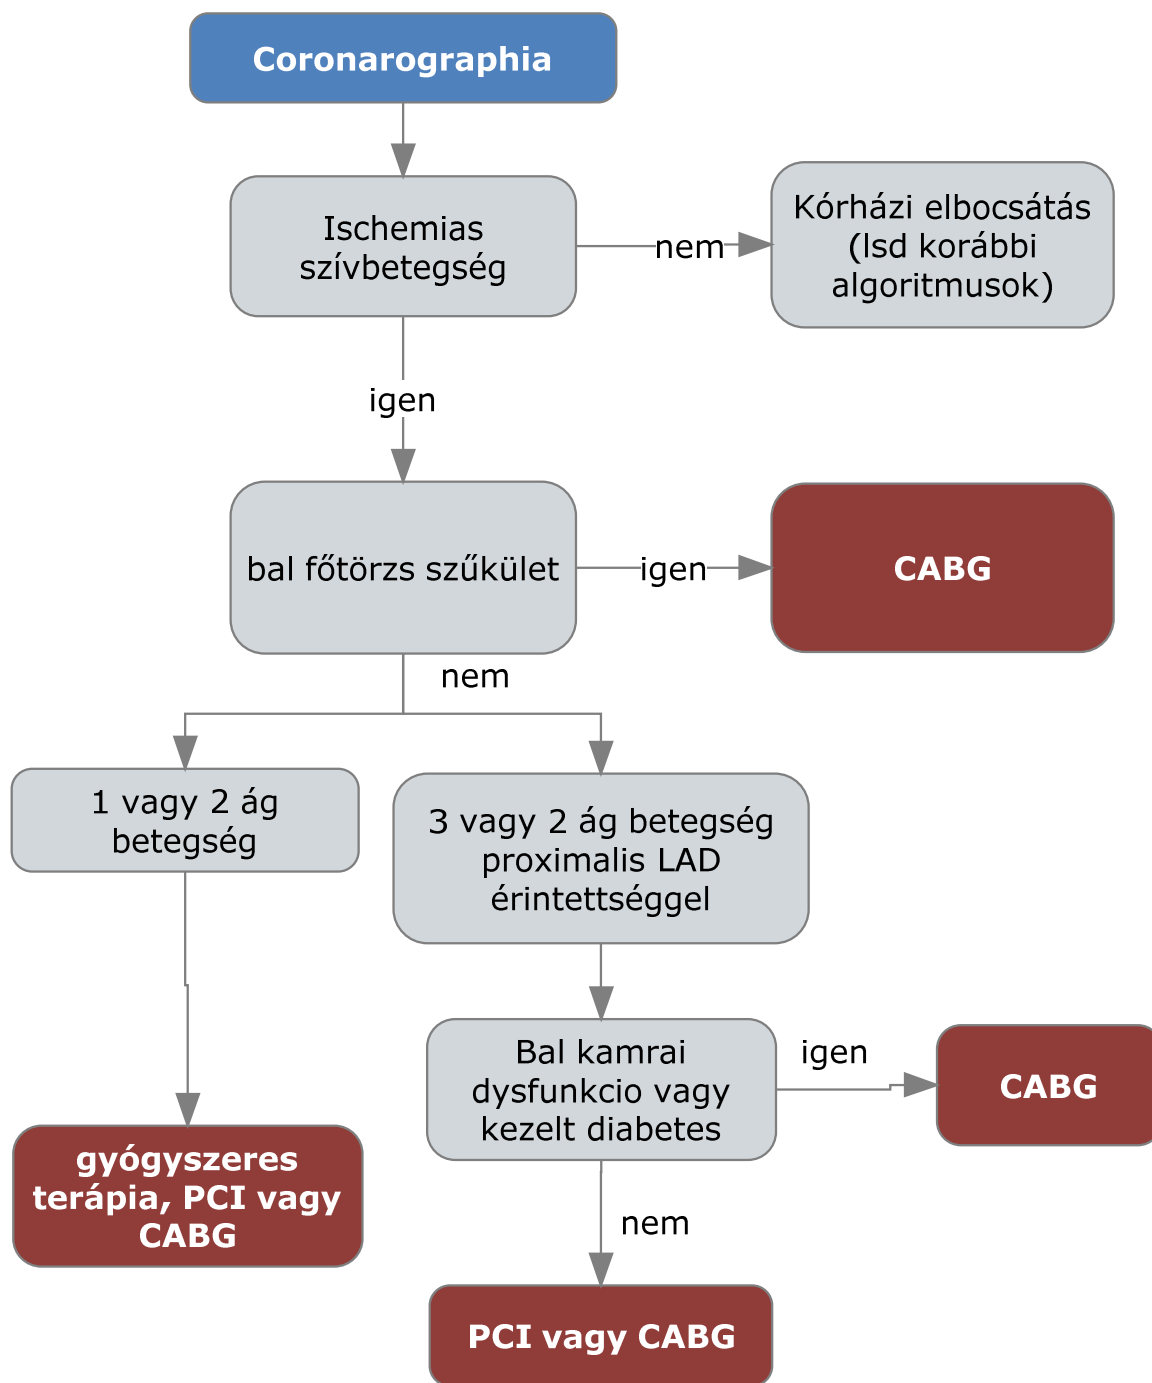 Coronarographia
Ischemias
szívbetegség
nem
Kórházi elbocsátás
(lsd korábbi
algoritmusok)
igen
bal főtörzs szűkület
igen
CABG
nem
1 vagy 2 ág
betegség
3 vagy 2 ág betegség
proximalis LAD
érintettséggel
Bal kamrai
dysfunkcio vagy
kezelt diabetes
igen
CABG
gyógyszeres
terápia, PCI vagy
CABG
nem
PCI vagy CABG